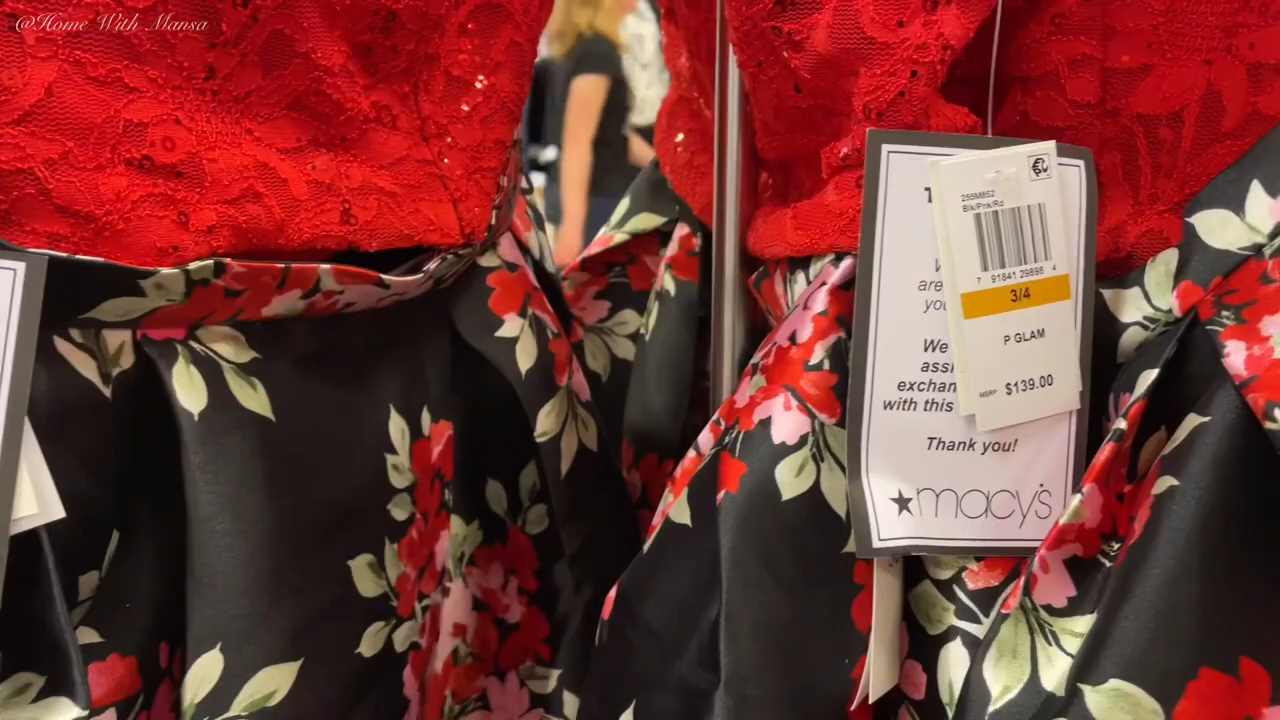 @Home With Mansa
255M852
Blk/Pnk/Rd
7 91841 29898 4
3/4
P GLAM
MSRP $139.00
are
We
exchan
with this
Thank you!
macy's